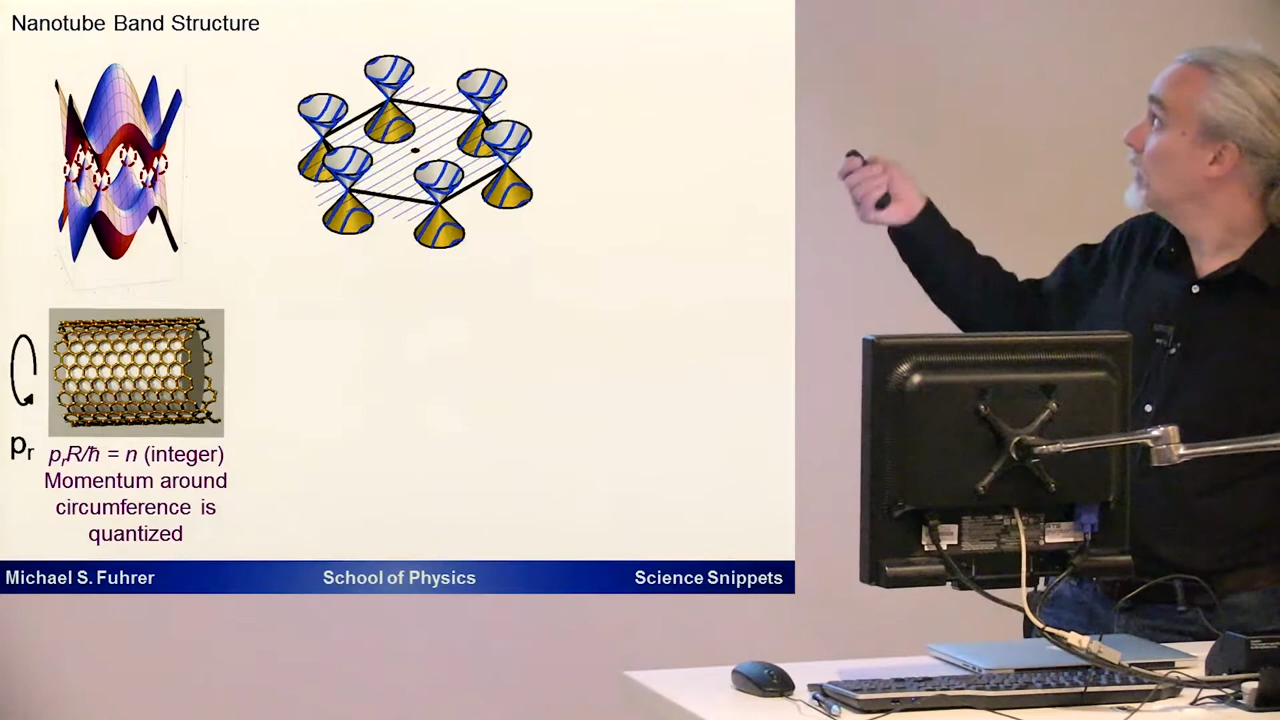 Nanotube Band Structure
pr
prR/ħ = n (integer)
Momentum around
circumference is
quantized
Michael S. Fuhrer School of Physics Science Snippets